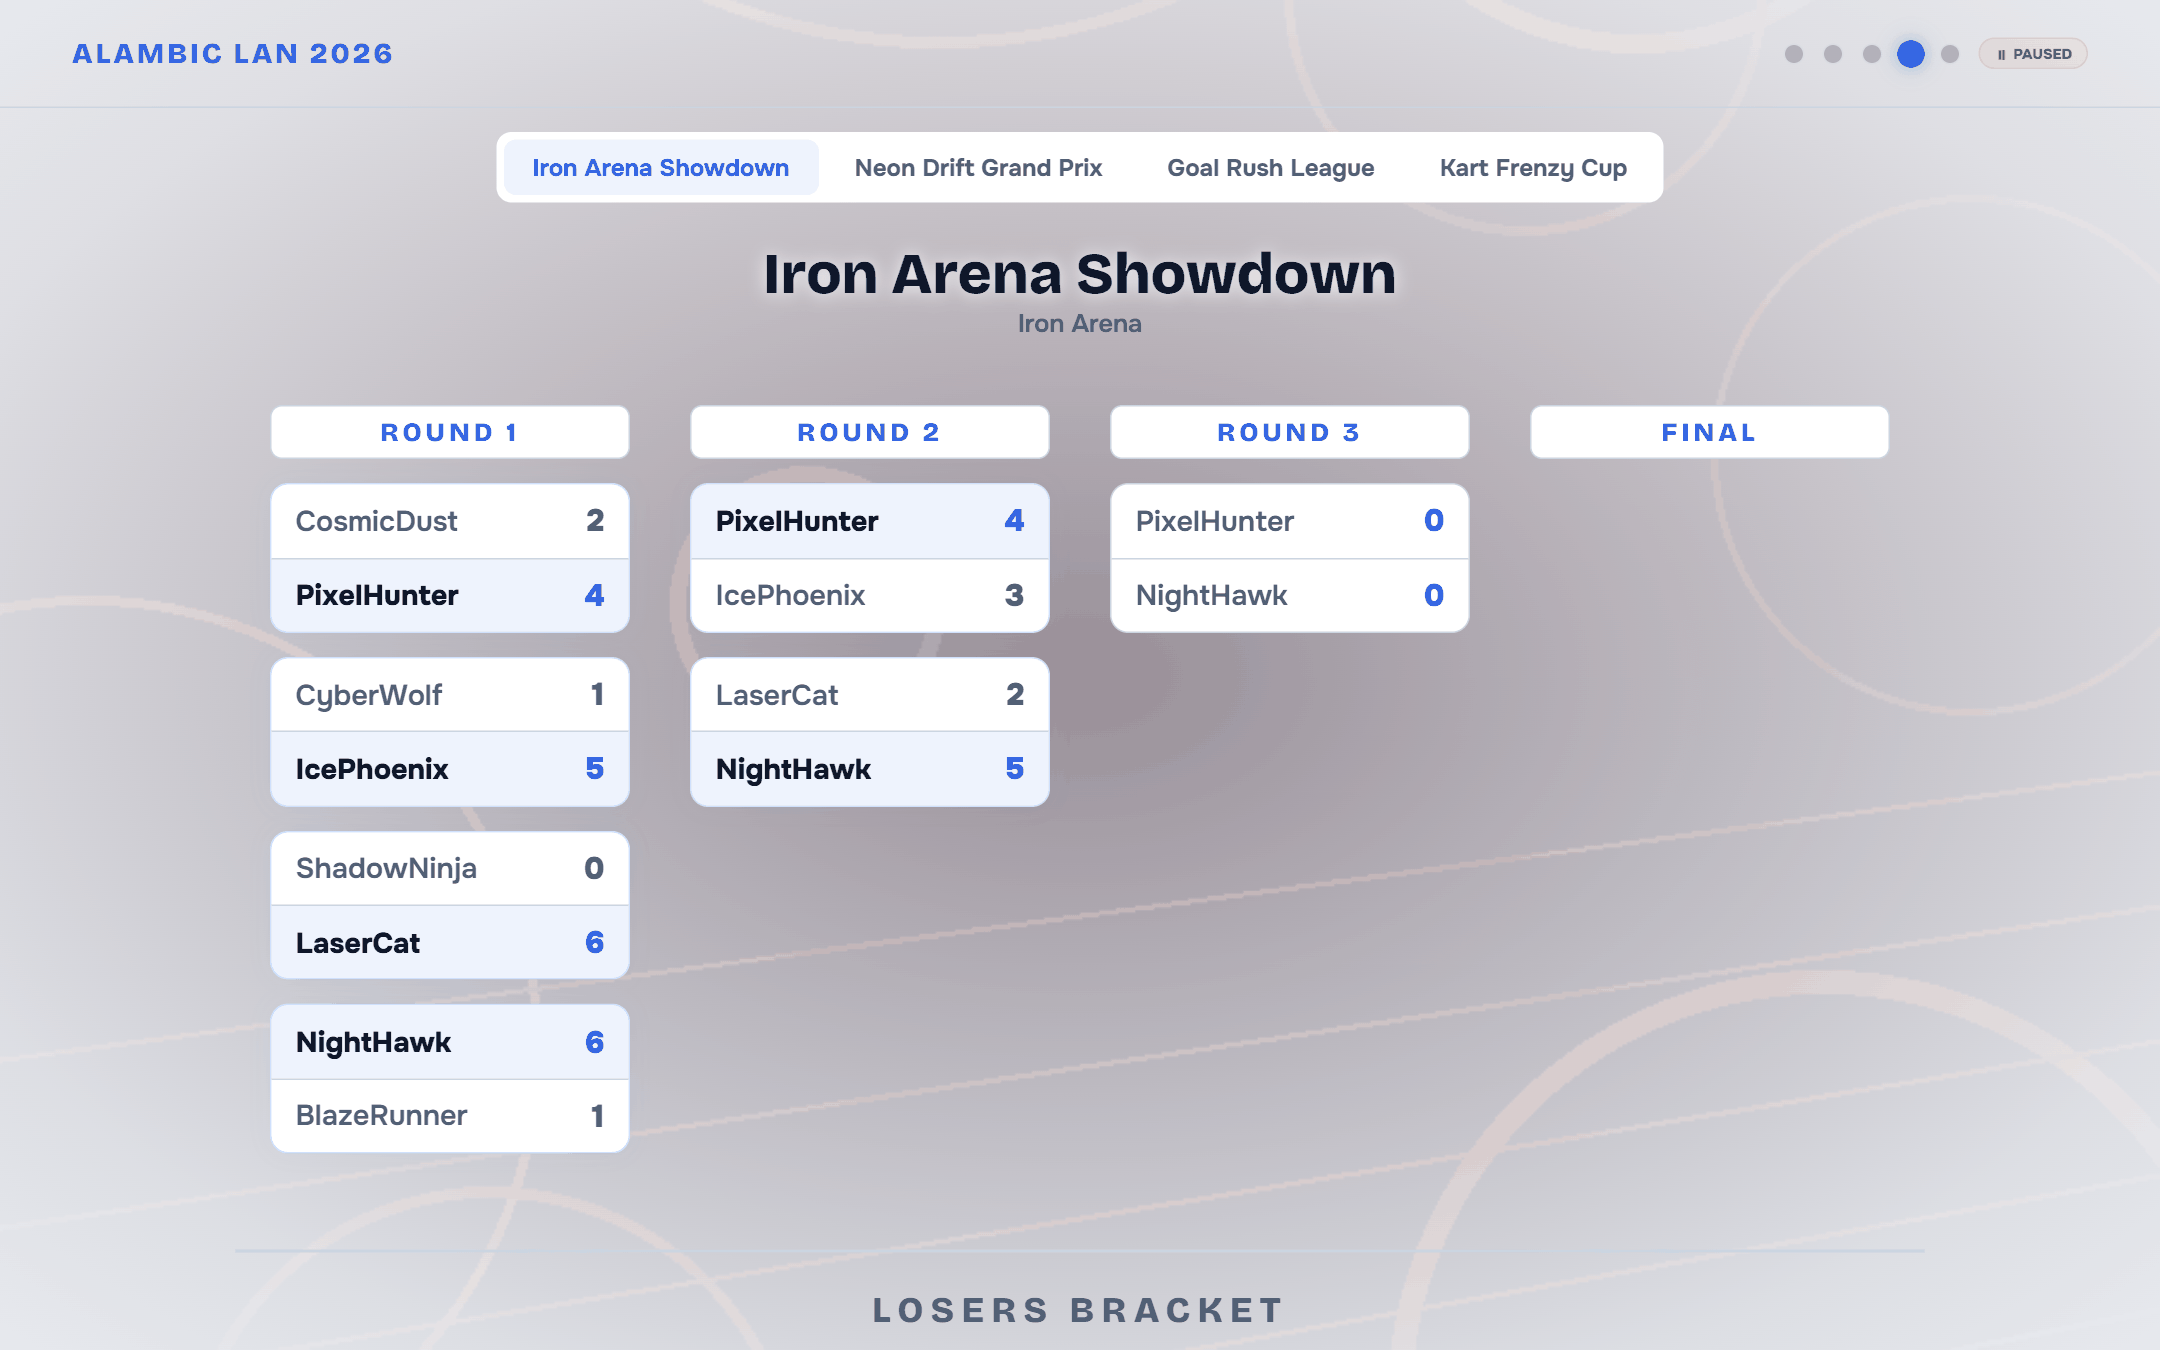 ALAMBIC LAN 2026
PAUSED
Iron Arena Showdown
Neon Drift Grand Prix
Goal Rush League
Kart Frenzy Cup
Iron Arena Showdown
Iron Arena
ROUND 1
CosmicDust 2
PixelHunter 4
CyberWolf 1
IcePhoenix 5
ShadowNinja 0
LaserCat 6
NightHawk 6
BlazeRunner 1
ROUND 2
PixelHunter 4
IcePhoenix 3
LaserCat 2
NightHawk 5
ROUND 3
PixelHunter 0
NightHawk 0
FINAL
LOSERS BRACKET